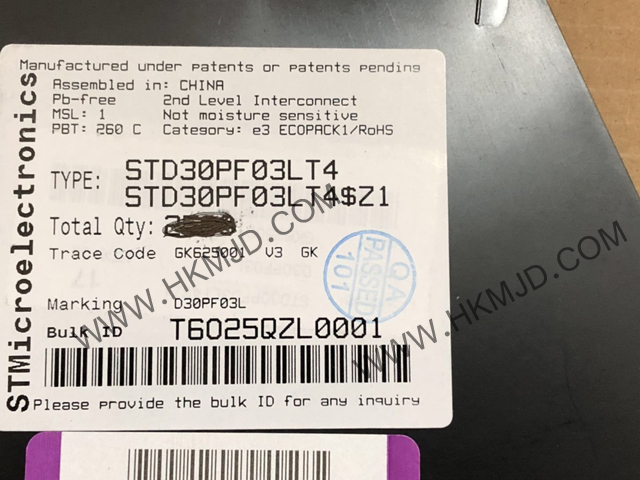 Manufactured under patents or patents pending
Assembled in: CHINA
Pb-free 2nd Level Interconnect
MSL: 1 Not moisture sensitive
PBT: 260 C Category: e3 ECOPACK1/RoHS
TYPE: STD30PF03LT4
STD30PF03LT4$Z1
Total Qty:
Trace Code GK625001 V3 GK
Marking D30PF03L
Bulk ID T6025QZL0001
Please provide the bulk ID for any inquiry
STMicroelectronics
QA
PASSED
101
WWW.HKMJD.COM
WWW.HKMJD.COM